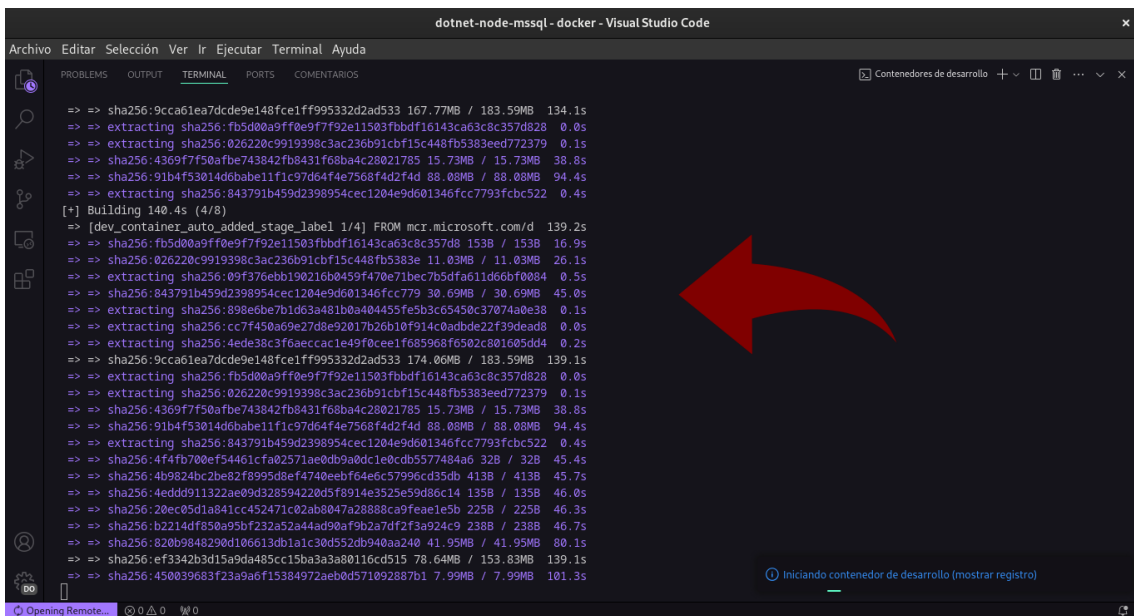 dotnet-node-mssql - docker - Visual Studio Code
Archivo Editar Selección Ver Ir Ejecutar Terminal Ayuda
PROBLEMS OUTPUT TERMINAL PORTS COMENTARIOS Contenedores de desarrollo
=> => sha256:9cca61ea7dcde9e148fce1ff995332d2ad533 167.77MB / 183.59MB 134.1s
=> => extracting sha256:fb5d00a9ff0e9f7f92e11503fbbdf16143ca63c8c357d828 0.0s
=> => extracting sha256:026220c9919398c3ac236b91cbf15c448fb5383eed772379 0.1s
=> => sha256:4369f7f50afbe743842fb8431f68ba4c28021785 15.73MB / 15.73MB 38.8s
=> => sha256:91b4f53014d6babe11f1c97d64f4e7568f4d2f4d 88.08MB / 88.08MB 94.4s
=> => extracting sha256:843791b459d2398954cec1204e9d601346fcc7793fcbc522 0.4s
[+] Building 140.4s (4/8)
=> [dev_container_auto_added_stage_label 1/4] FROM mcr.microsoft.com/d 139.2s
=> => sha256:fb5d00a9ff0e9f7f92e11503fbbdf16143ca63c8c357d8 153B / 153B 16.9s
=> => sha256:026220c9919398c3ac236b91cbf15c448fb5383e 11.03MB / 11.03MB 26.1s
=> => extracting sha256:09f376ebb190216b0459f470e71bec7b5dfa611d66bf0084 0.5s
=> => sha256:843791b459d2398954cec1204e9d601346fcc779 30.69MB / 30.69MB 45.0s
=> => extracting sha256:898e6be7b1d63a481b0a404455fe5b3c65450c37074a0e38 0.1s
=> => extracting sha256:cc7f450a69e27d8e92017b26b10f914c0adbde22f39dead8 0.0s
=> => extracting sha256:4ede38c3f6aeccac1e49f0cee1f685968f6502c801605dd4 0.2s
=> => sha256:9cca61ea7dcde9e148fce1ff995332d2ad533 174.06MB / 183.59MB 139.1s
=> => extracting sha256:fb5d00a9ff0e9f7f92e11503fbbdf16143ca63c8c357d828 0.0s
=> => extracting sha256:026220c9919398c3ac236b91cbf15c448fb5383eed772379 0.1s
=> => sha256:4369f7f50afbe743842fb8431f68ba4c28021785 15.73MB / 15.73MB 38.8s
=> => sha256:91b4f53014d6babe11f1c97d64f4e7568f4d2f4d 88.08MB / 88.08MB 94.4s
=> => extracting sha256:843791b459d2398954cec1204e9d601346fcc7793fcbc522 0.4s
=> => sha256:4f4fb700ef54461cfa02571ae0db9a0dc1e0cdb5577484a6 32B / 32B 45.4s
=> => sha256:4b9824bc2be82f8995d8ef4740eebf64e6c57996cd35db 413B / 413B 45.7s
=> => sha256:4eddd911322ae09d328594220d5f8914e3525e59d86c14 135B / 135B 46.0s
=> => sha256:20ec05d1a841cc452471c02ab8047a28888ca9feae1e5b 225B / 225B 46.3s
=> => sha256:b2214df850a95bf232a52a44ad90af9b2a7df2f3a924c9 238B / 238B 46.7s
=> => sha256:820b9848290d106613db1a1c30d552db940aa240 41.95MB / 41.95MB 80.1s
=> => sha256:ef3342b3d15a9da485cc15ba3a3a80116cd515 78.64MB / 153.83MB 139.1s
=> => sha256:450039683f23a9a6f15384972aeb0d571092887b1 7.99MB / 7.99MB 101.3s
Iniciando contenedor de desarrollo (mostrar registro)
DO
Opening Remote... 0 0 0